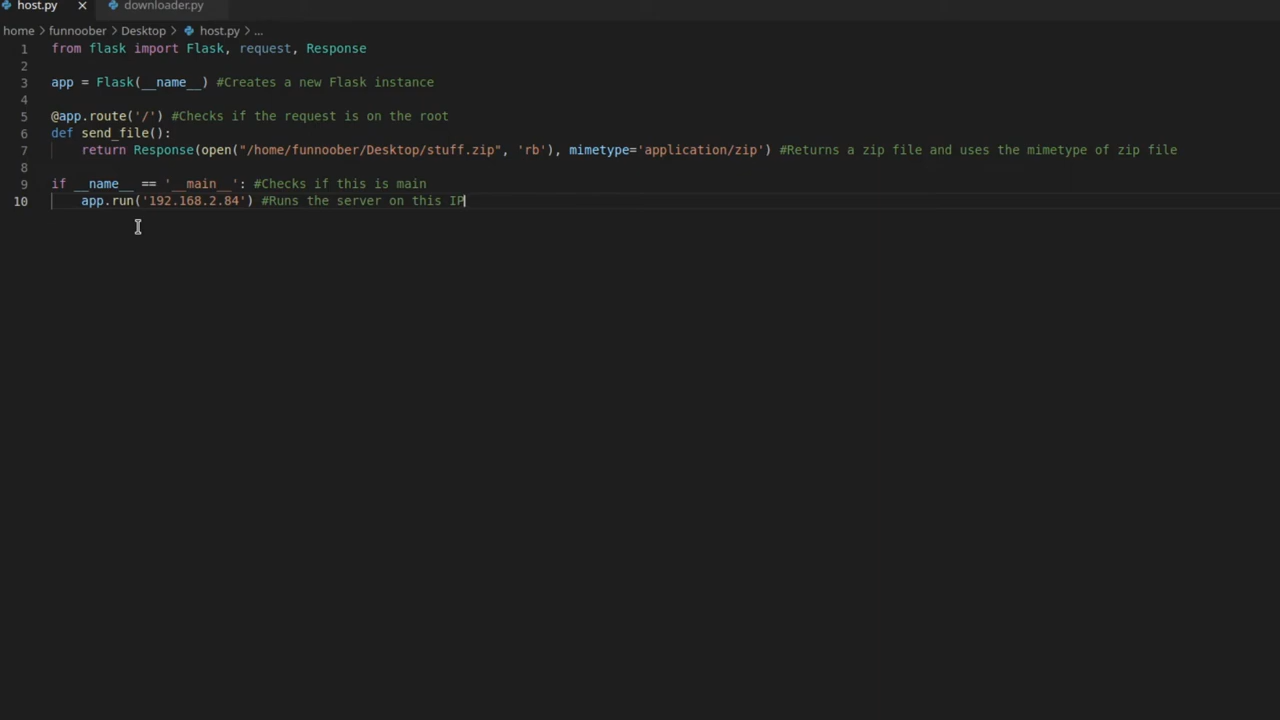 host.py downloader.py
home funnoober Desktop host.py ...
1 from flask import Flask, request, Response
2
3 app = Flask(__name__) #Creates a new Flask instance
4
5 @app.route('/') #Checks if the request is on the root
6 def send_file():
7 return Response(open("/home/funnoober/Desktop/stuff.zip", 'rb'), mimetype='application/zip') #Returns a zip file and uses the mimetype of zip file
8
9 if __name__ == '__main__': #Checks if this is main
10 app.run('192.168.2.84') #Runs the server on this IP